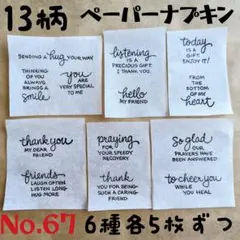 13柄 ペーパーナプキン
SENDING A hug YOUR WAY
THINKING
OF YOU
ALWAYS
BRINGS A
smile
you
ARE
VERY SPECIAL
TO ME
listening
IS A
PRECIOUS GIFT
I THANK YOU.
hello
MY FRIEND
today
IS A GIFT
ENJOY IT!
FROM
THE BOTTOM
OF MY
heart
thank you
MY DEAR
FRIEND
friends
LAUGH OFTEN
LISTEN LONG
HUG MORE
praying
FOR YOUR
SPEEDY
RECOVERY
thank
YOU FOR BEING
SUCH A CARING
FRIEND
So glad
OUR PRAYERS
HAVE BEEN
ANSWERED
to cheer you
WHILE
YOU HEAL
No.67 6種各5枚ずつ